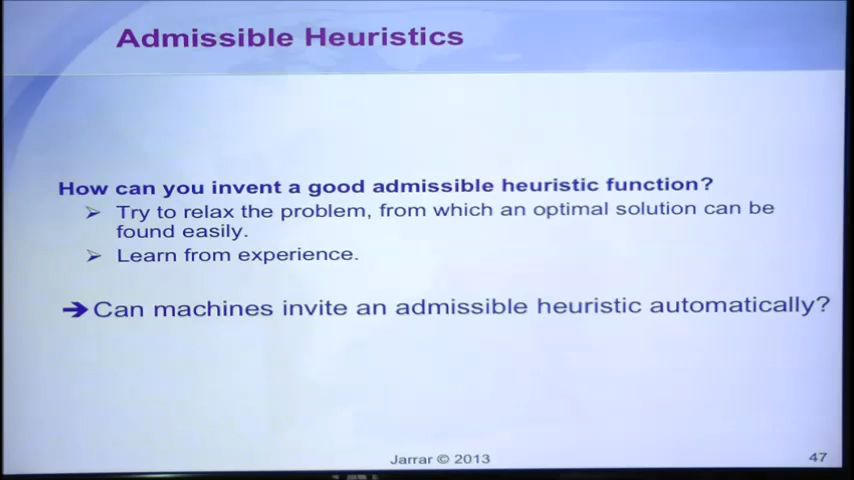 Admissible Heuristics
How can you invent a good admissible heuristic function?
➢ Try to relax the problem, from which an optimal solution can be
found easily.
➢ Learn from experience.
➔ Can machines invite an admissible heuristic automatically?
Jarrar © 2013
47